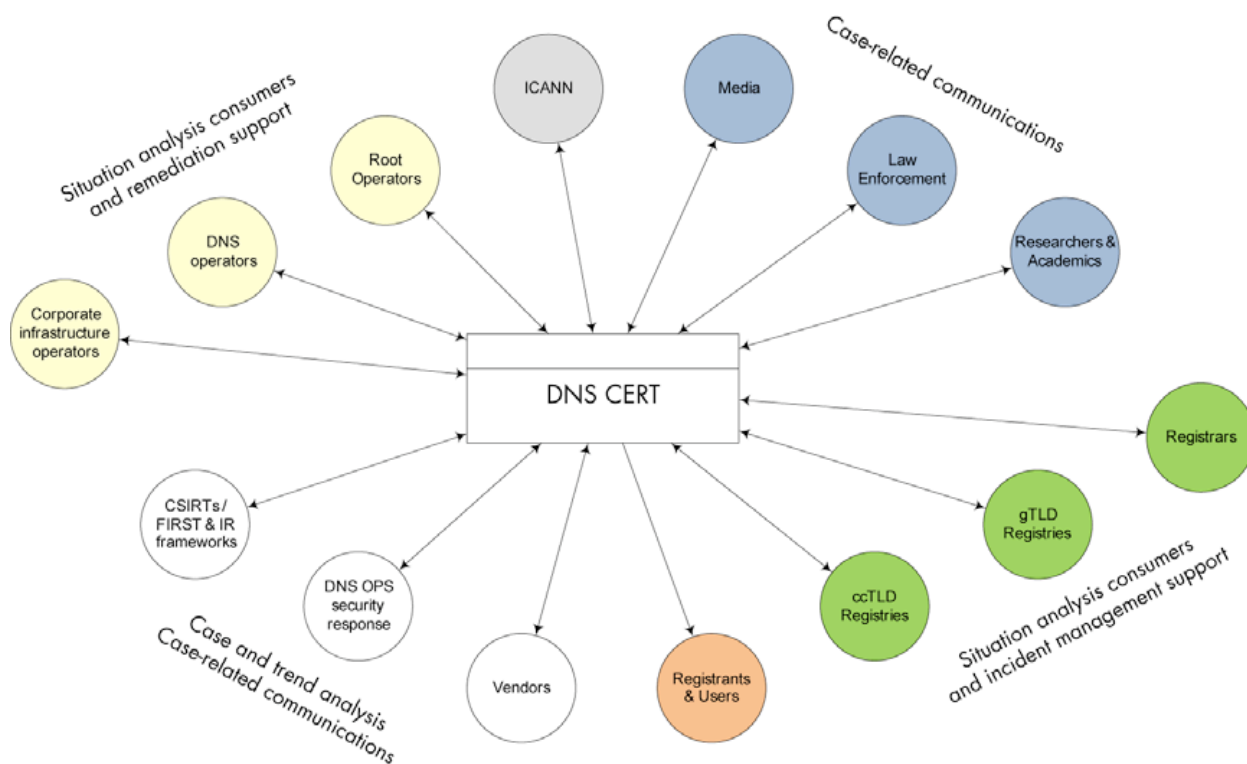 ICANN
Media
Case-related communications
Situation analysis consumers
and remediation support
Root
Operators
Law
Enforcement
DNS
operators
Researchers &
Academics
Corporate
infrastructure
operators
DNS CERT
Registrars
CSIRTs /
FIRST & IR
frameworks
gTLD
Registries
DNS OPS
security
response
ccTLD
Registries
Situation analysis consumers
and incident management support
Case and trend analysis
Case-related communications
Vendors
Registrants
& Users